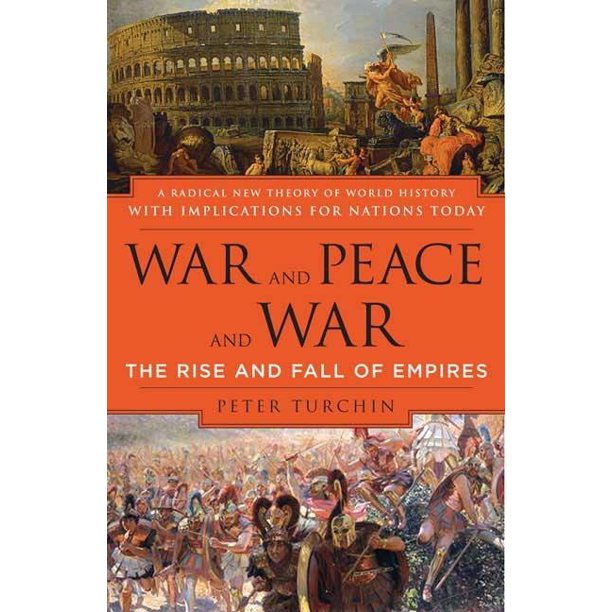 A RADICAL NEW THEORY OF WORLD HISTORY
WITH IMPLICATIONS FOR NATIONS TODAY
WAR AND PEACE
AND WAR
THE RISE AND FALL OF EMPIRES
PETER TURCHIN